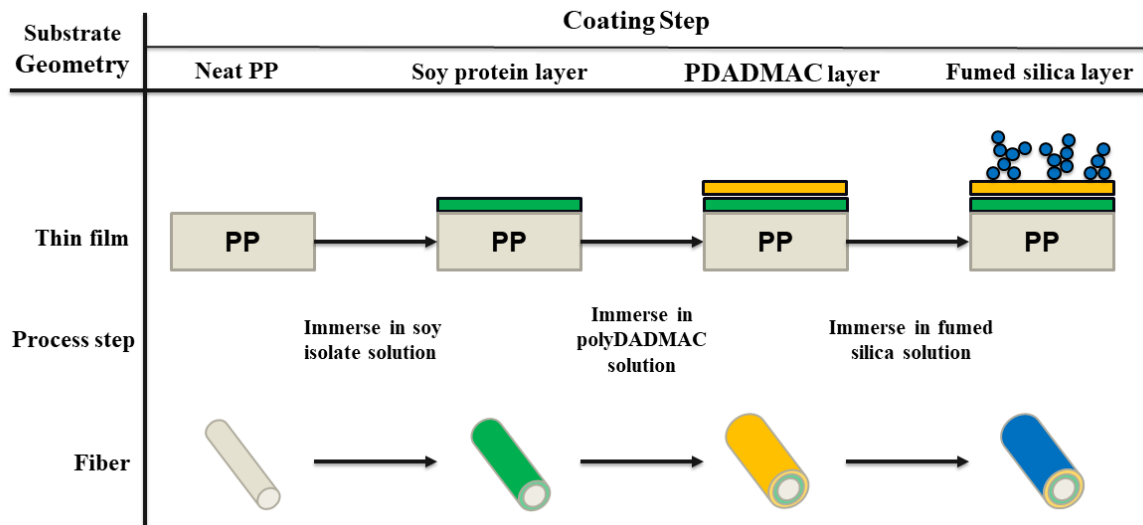 Substrate
Geometry
Coating Step
Neat PP
Soy protein layer
PDADMAC layer
Fumed silica layer
Thin film
PP
PP
PP
PP
Process step
Immerse in soy
isolate solution
Immerse in
polyDADMAC
solution
Immerse in fumed
silica solution
Fiber